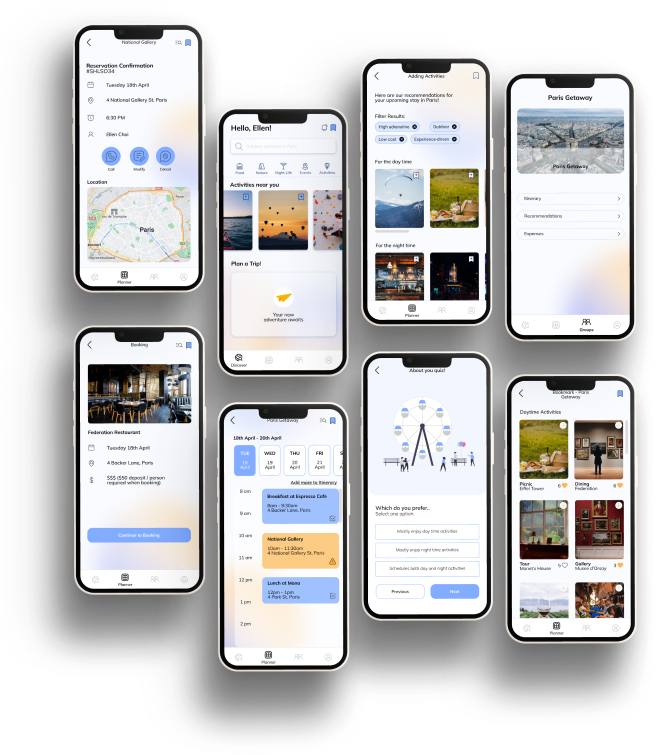 National Gallery
Reservation Confirmation
#SHLSD34
Tuesday 18th April
4 National Gallery St, Paris
6:30 PM
Ellen Choi
Call
Modify
Cancel
Location
Paris
Planner
Hello, Ellen!
Food
Nature
Night Life
Events
Activities
Activities near you
Plan a Trip!
Your new
adventure awaits
Discover
Adding Activities
Here are our recommendations for
your upcoming stay in Paris!
Filter Results:
High adrenaline
Outdoor
Low cost
Experience-driven
For the day time
For the night time
Planner
Paris Getaway
Paris Getaway
Itinerary
Recommendations
Expenses
Groups
Booking
Federation Restaurant
Tuesday 18th April
4 Backer Lane, Paris
$ $$$ ($50 deposit / person
required when booking)
Continue to Booking
Planner
Paris Getaway
18th April - 26th April
TUE
18
April
WED
19
April
THU
20
April
FRI
21
April
S
Add more to Itinerary
8 am
9 am
10 am
11 am
12 pm
1 pm
2 pm
Breakfast at Espresso Cafe
8am - 9:30am
4 Backer Lane, Paris
National Gallery
10am - 11:30am
4 National Gallery St, Paris
Lunch at Mono
12pm - 1pm
4 Park St, Paris
Planner
About you quiz!
Which do you prefer..
Select one option
Mostly enjoy day time activities
Mostly enjoy night time activities
Schedules both day and night activities
Previous
Next
Bookmark - Paris
Getaway
Daytime Activities
Picnic
Eiffel Tower
6
Dining
Federation
6
Tour
Manet's House
5
Gallery
Musee d'Orsay
3
Planner